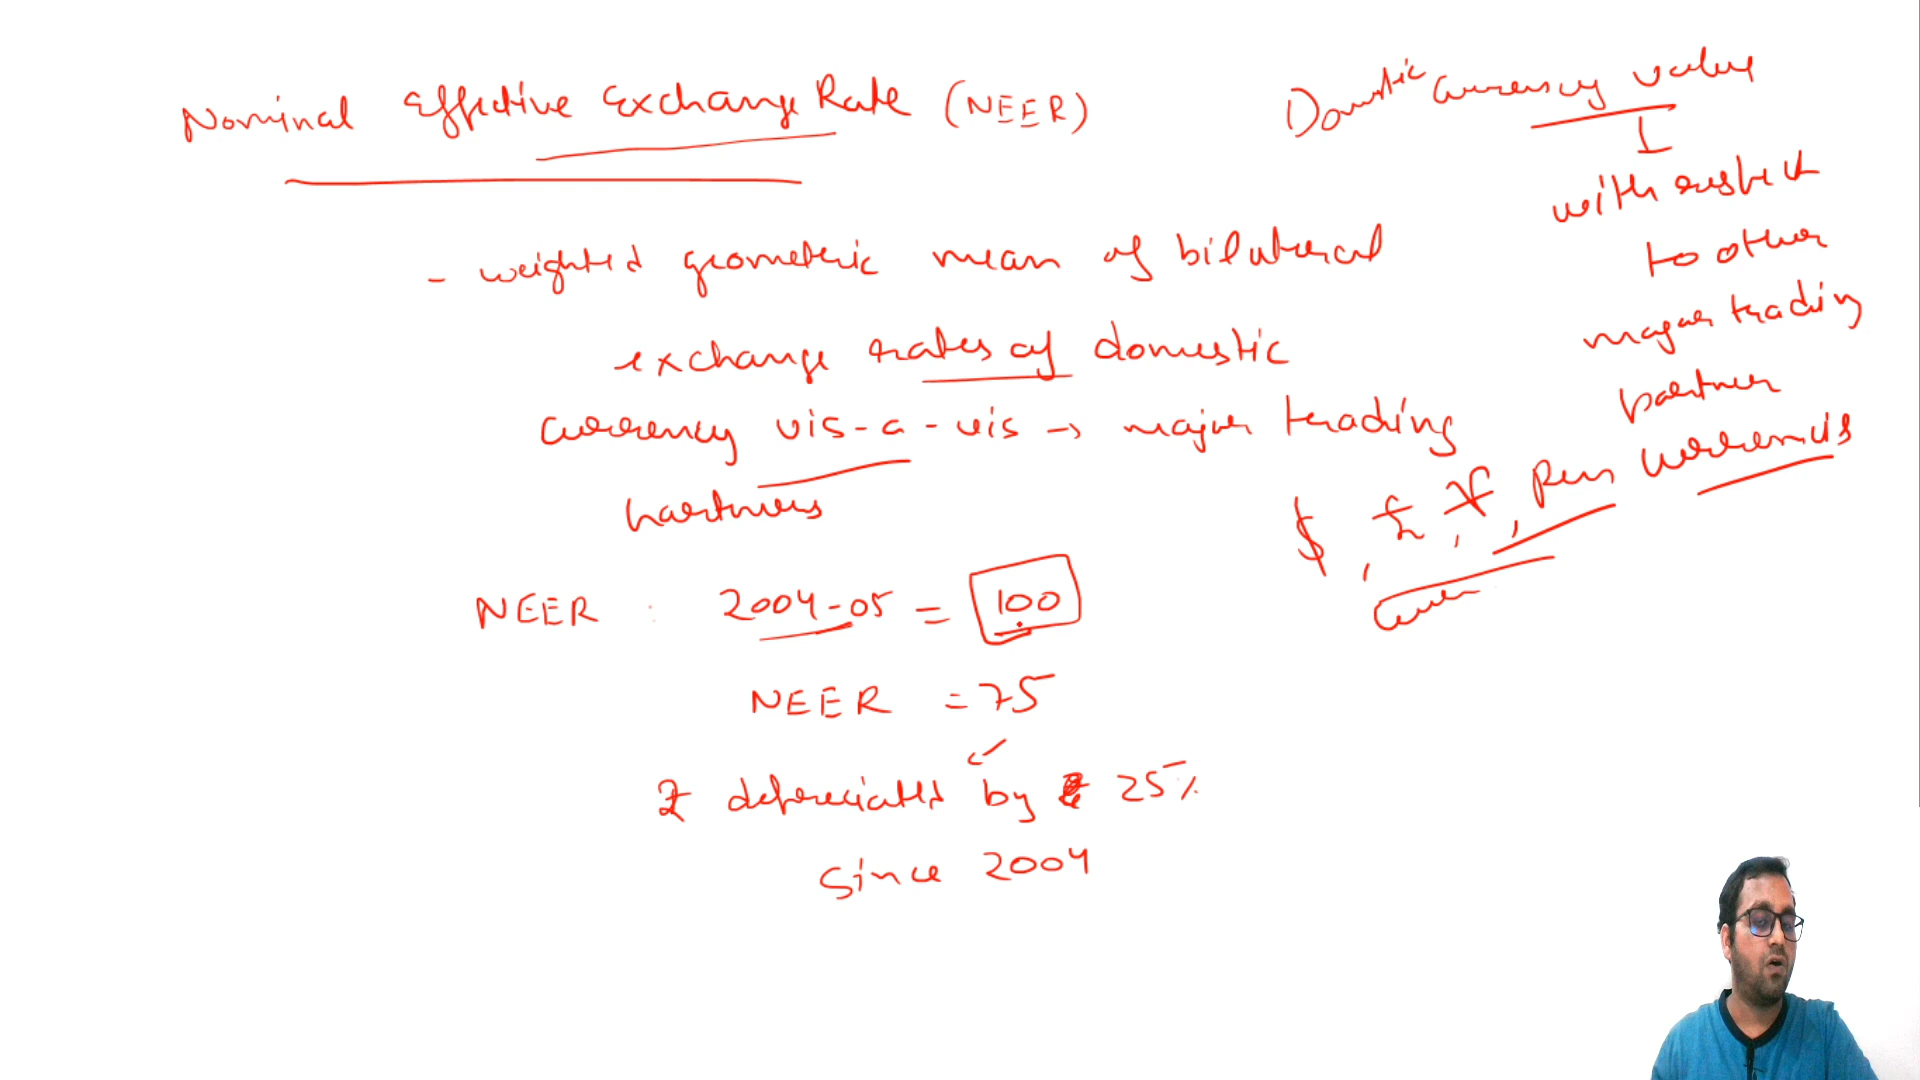 Nominal Effective Exchange Rate (NEER)
- weighted geometric mean of bilateral
exchange rates of domestic
currency vis-a-vis → major trading
partners
NEER : 2004-05 = 100
NEER = 75
₹ depreciated by 25%
since 2004
Domestic currency value
with respect
to other
major trading
partner
currencies
$, £, ¥,